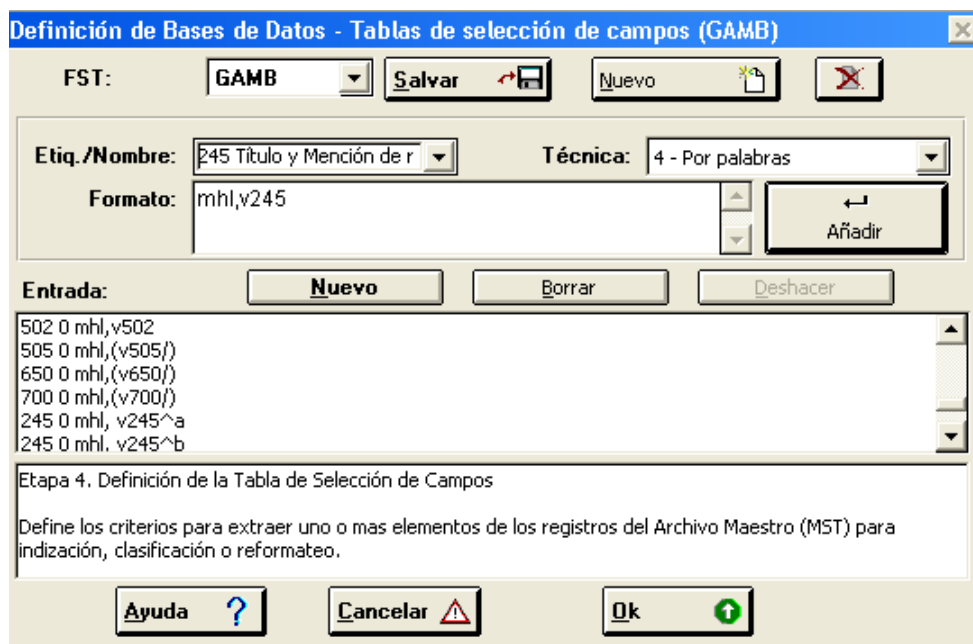 Definición de Bases de Datos - Tablas de selección de campos (GAMB)
FST: GAMB Salvar Nuevo
Etiq./Nombre: 245 Título y Mención de r Técnica: 4 - Por palabras
Formato: mhl,v245
Añadir
Entrada: Nuevo Borrar Deshacer
502 0 mhl,v502
505 0 mhl,(v505/)
650 0 mhl,(v650/)
700 0 mhl,(v700/)
245 0 mhl, v245^a
245 0 mhl. v245^b
Etapa 4. Definición de la Tabla de Selección de Campos
Define los criterios para extraer uno o mas elementos de los registros del Archivo Maestro (MST) para
indización, clasificación o reformateo.
Ayuda ? Cancelar Ok